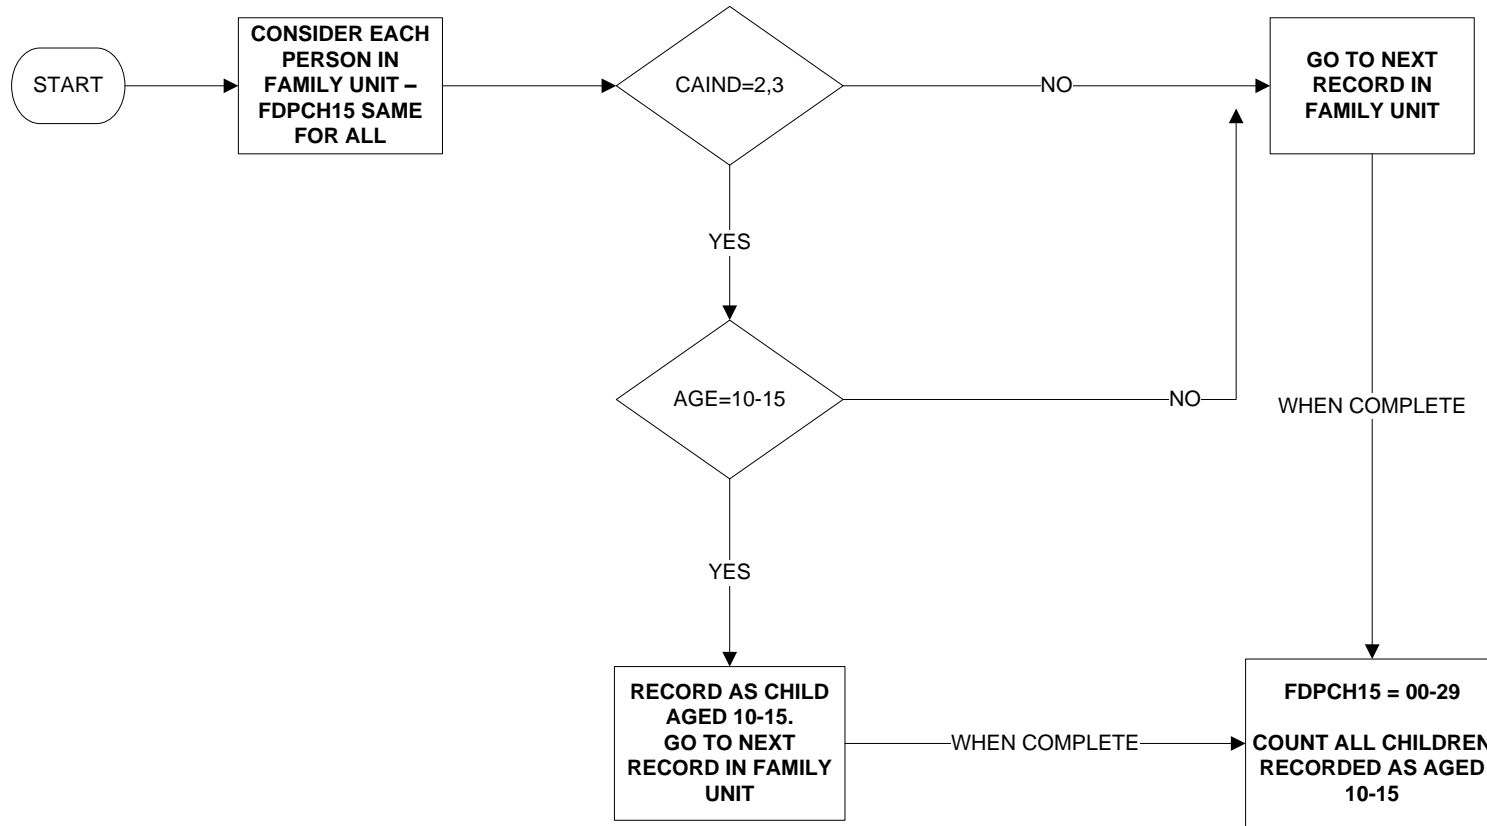 START
CONSIDER EACH
PERSON IN
FAMILY UNIT –
FDPCH15 SAME
FOR ALL
CAIND=2,3
NO
GO TO NEXT
RECORD IN
FAMILY UNIT
YES
AGE=10-15
NO
WHEN COMPLETE
YES
RECORD AS CHILD
AGED 10-15.
GO TO NEXT
RECORD IN FAMILY
UNIT
WHEN COMPLETE
FDPCH15 = 00-29
COUNT ALL CHILDREN
RECORDED AS AGED
10-15